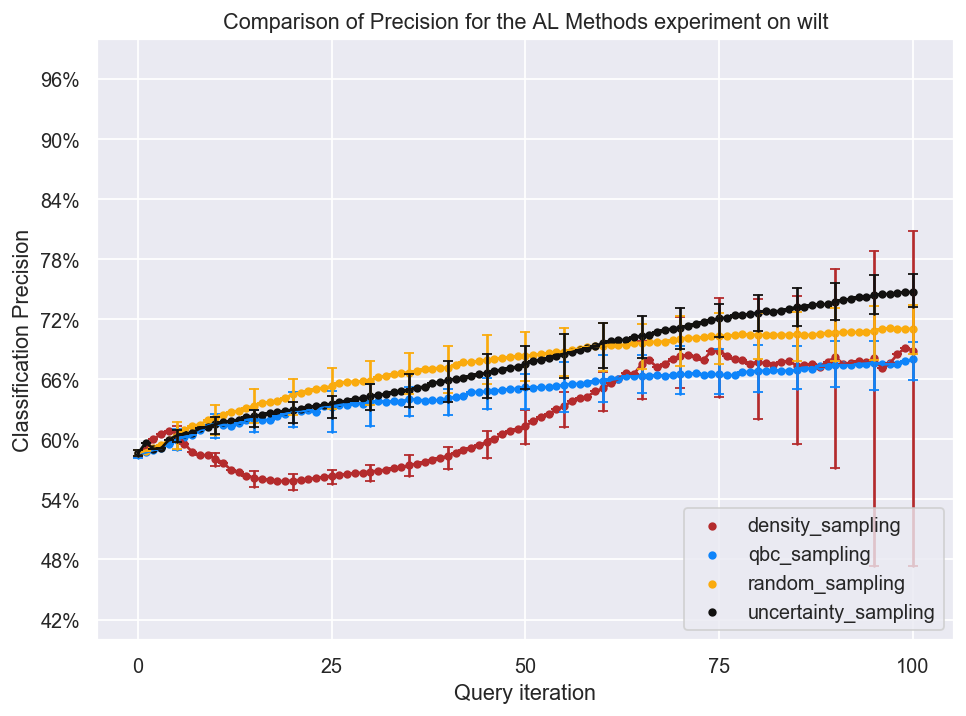 Comparison of Precision for the AL Methods experiment on wilt
96%
90%
84%
78%
72%
66%
60%
54%
48%
42%
Classification Precision
density_sampling
qbc_sampling
random_sampling
uncertainty_sampling
0
25
50
75
100
Query iteration